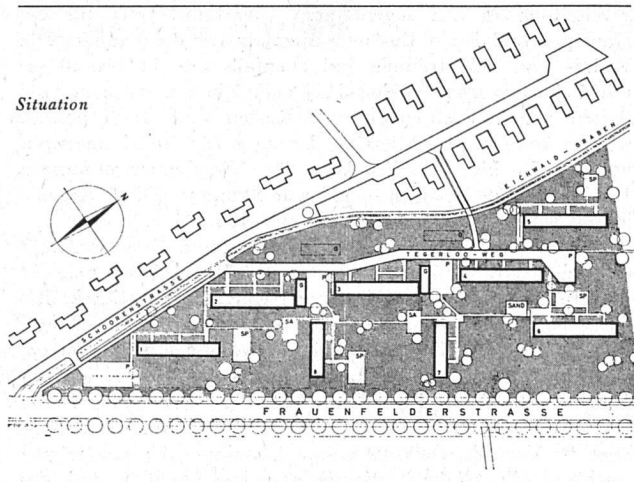 Situation
N
EICHWALD-GRABEN
SP
5
G
G
TEGERLOO-WEG
SCHOORENSTRASSE
P
P
P
G
G
2
3
4
SP
SAND
SA
SA
6
1
SP
8
SP
7
P
FRAUENFELDERSTRASSE